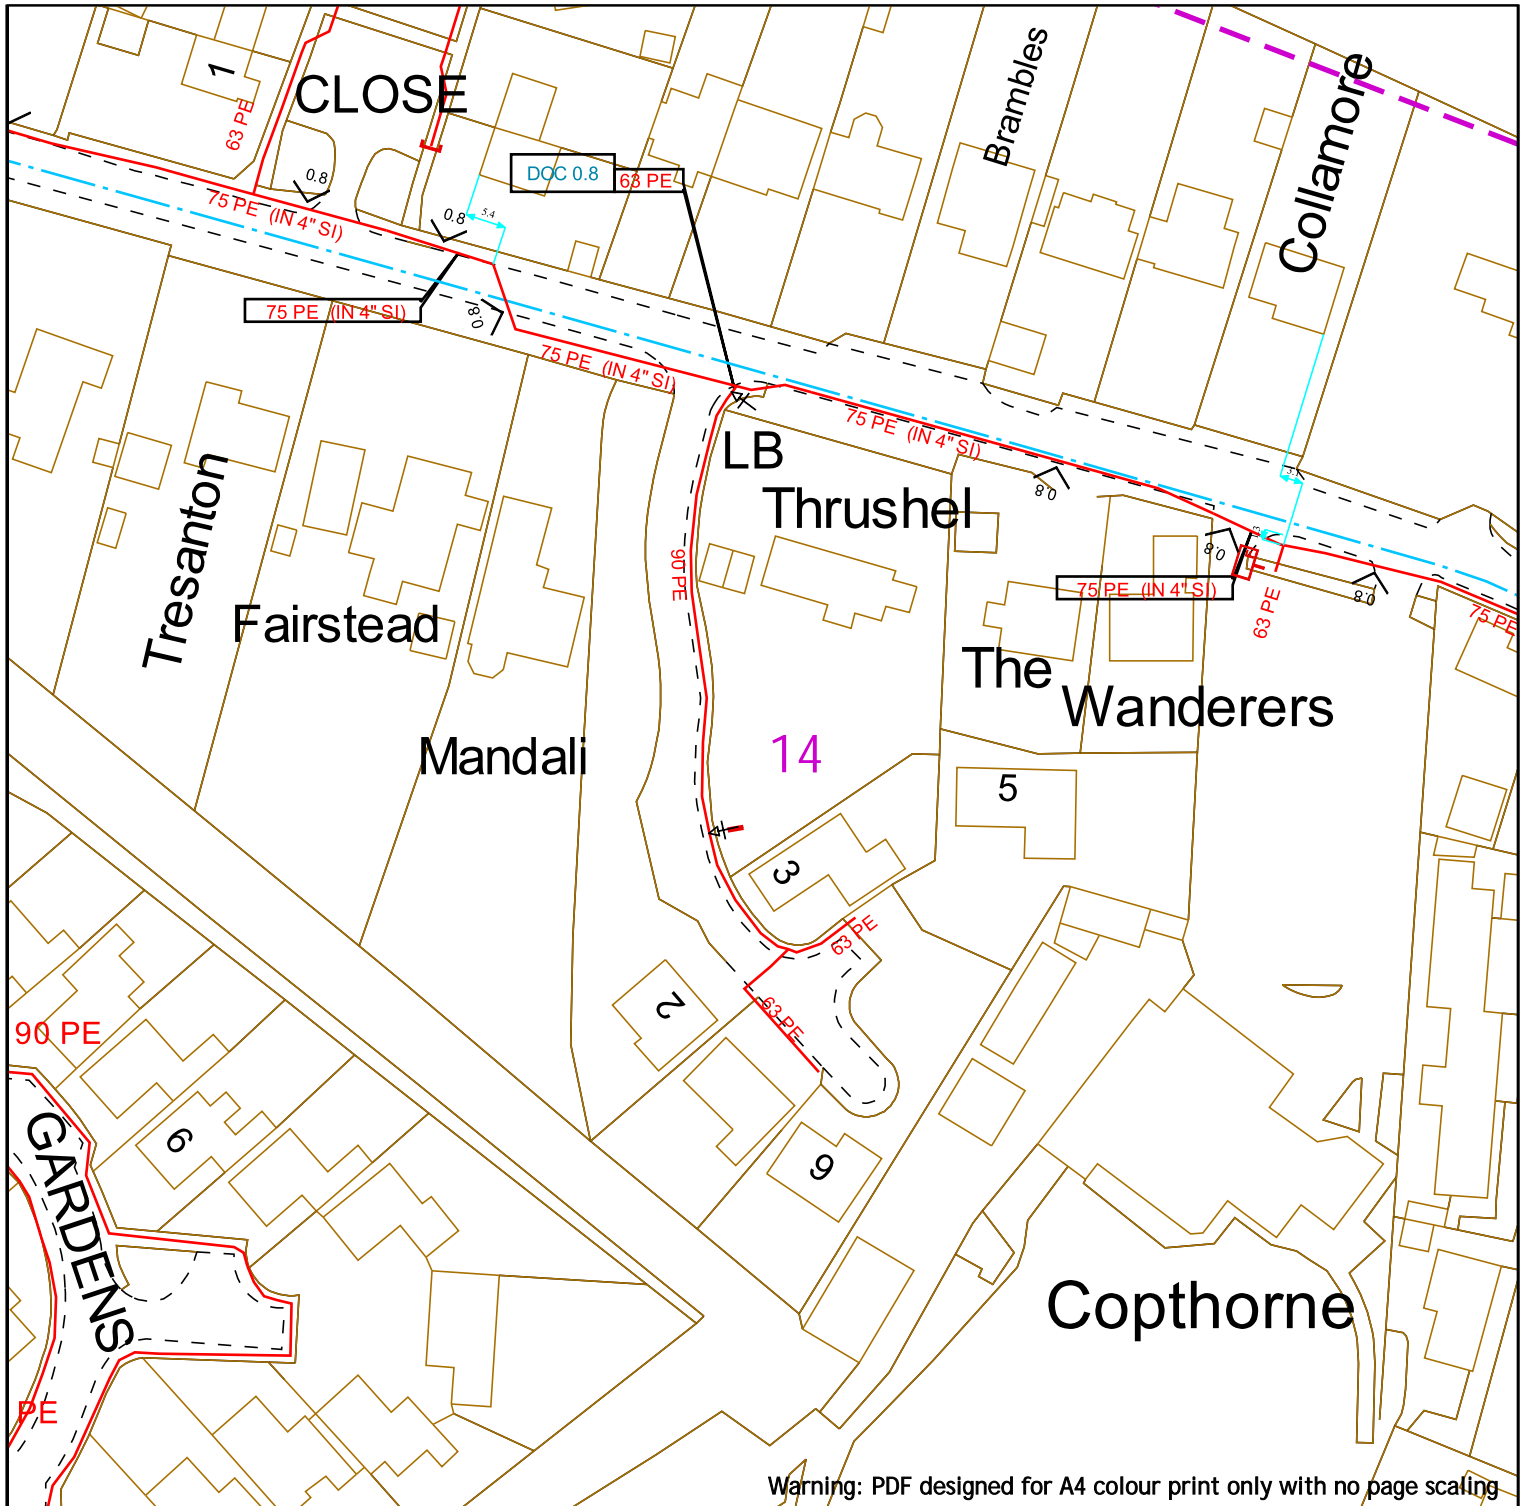 1
CLOSE
63 PE
Brambles
Collamore
0.8
75 PE (IN 4" SI)
0.8
5.4
DOC 0.8
63 PE
75 PE (IN 4" SI)
0.8
75 PE (IN 4" SI)
75 PE (IN 4" SI)
LB
Thrushel
0.8
Tresanton
90 PE
0.8
75 PE (IN 4" SI)
63 PE
0.8
75 PE
Fairstead
The
Wanderers
Mandali
14
5
3
63 PE
2
63 PE
90 PE
GARDENS
6
9
Copthorne
PE
Warning: PDF designed for A4 colour print only with no page scaling